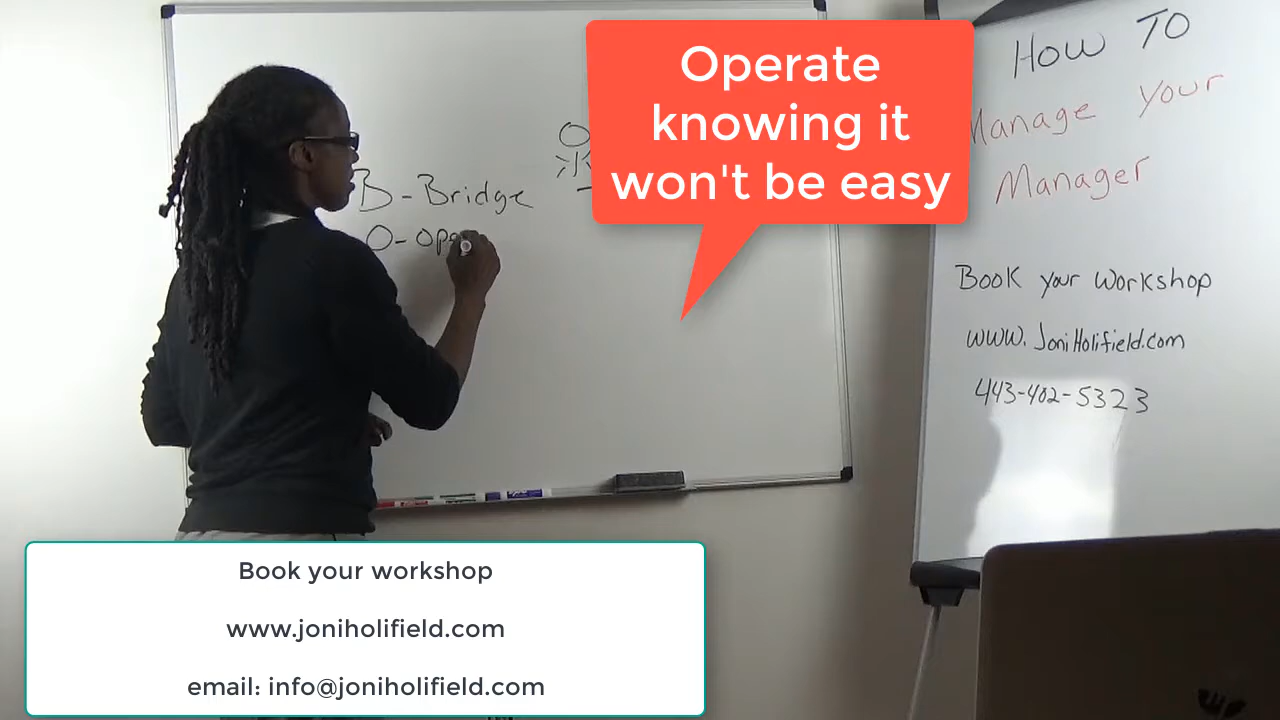 Operate
knowing it
won't be easy
B-Bridge
O-ope
HOW TO
Manage your
Manager
Book your workshop
www.JoniHolifield.com
443-402-5323
Book your workshop
www.joniholifield.com
email: info@joniholifield.com